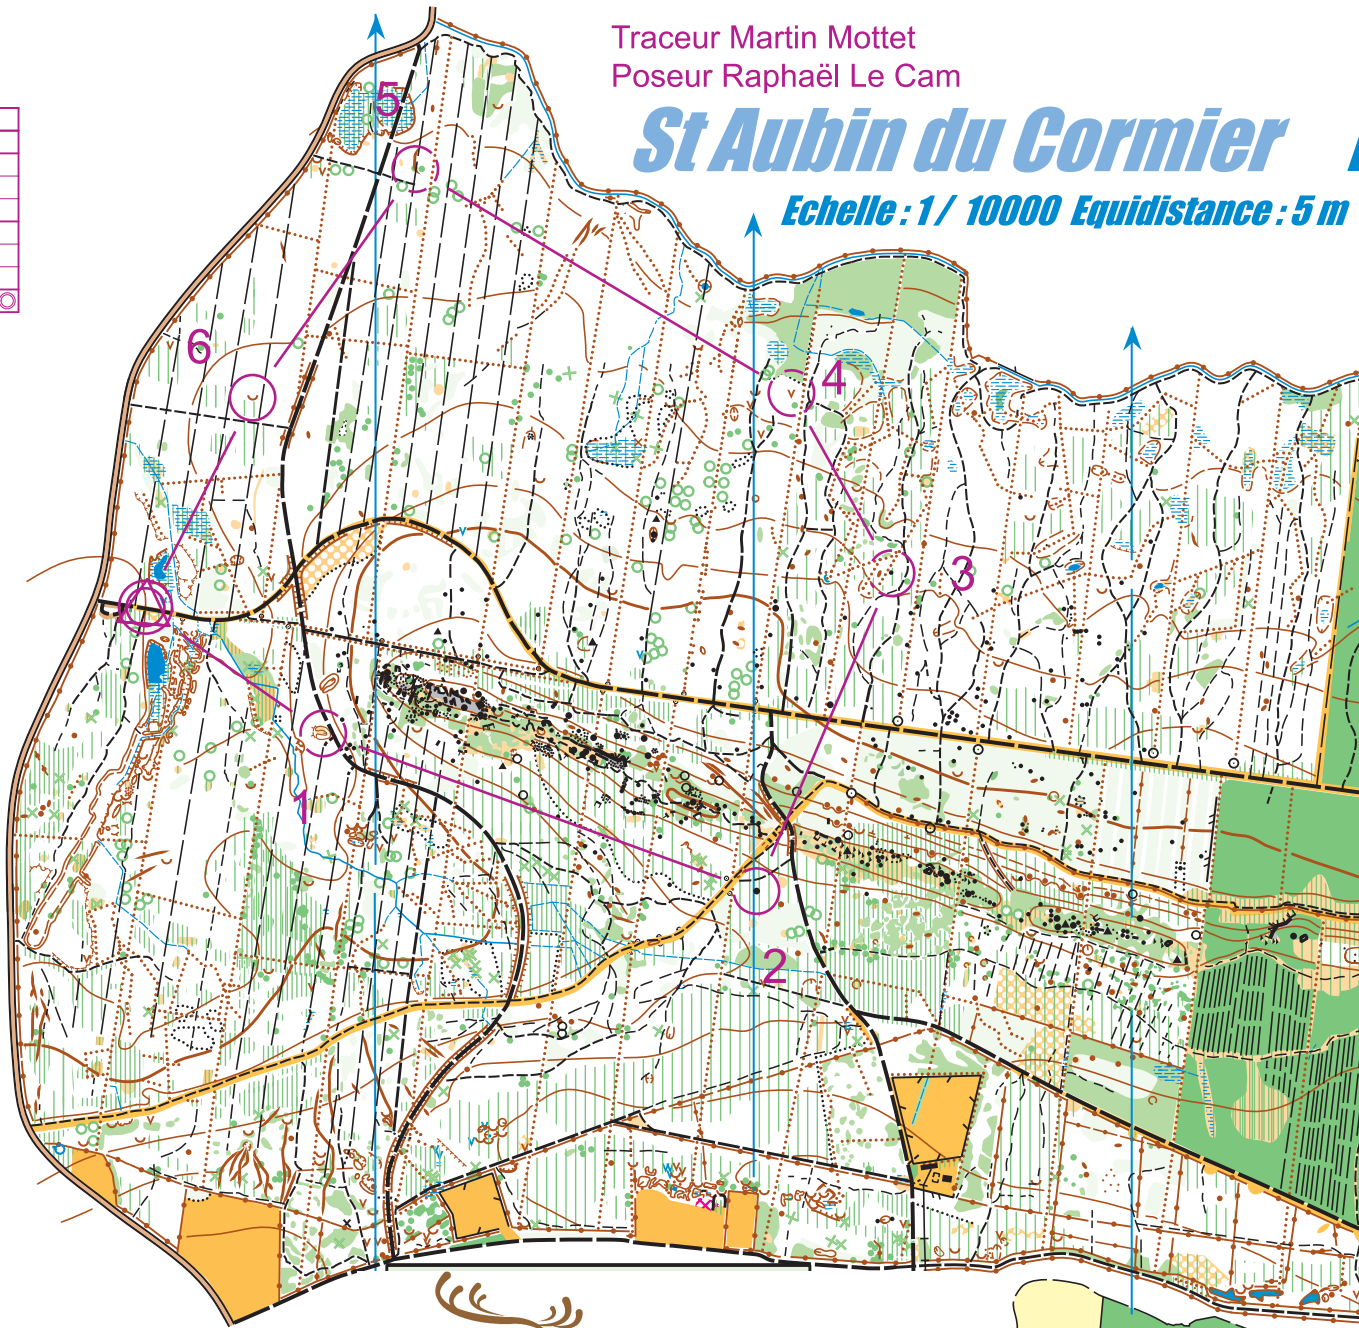 Traceur Martin Mottet
Poseur Raphaël Le Cam
St Aubin du Cormier
Echelle : 1 / 10000 Equidistance : 5 m
5
6
4
3
1
2